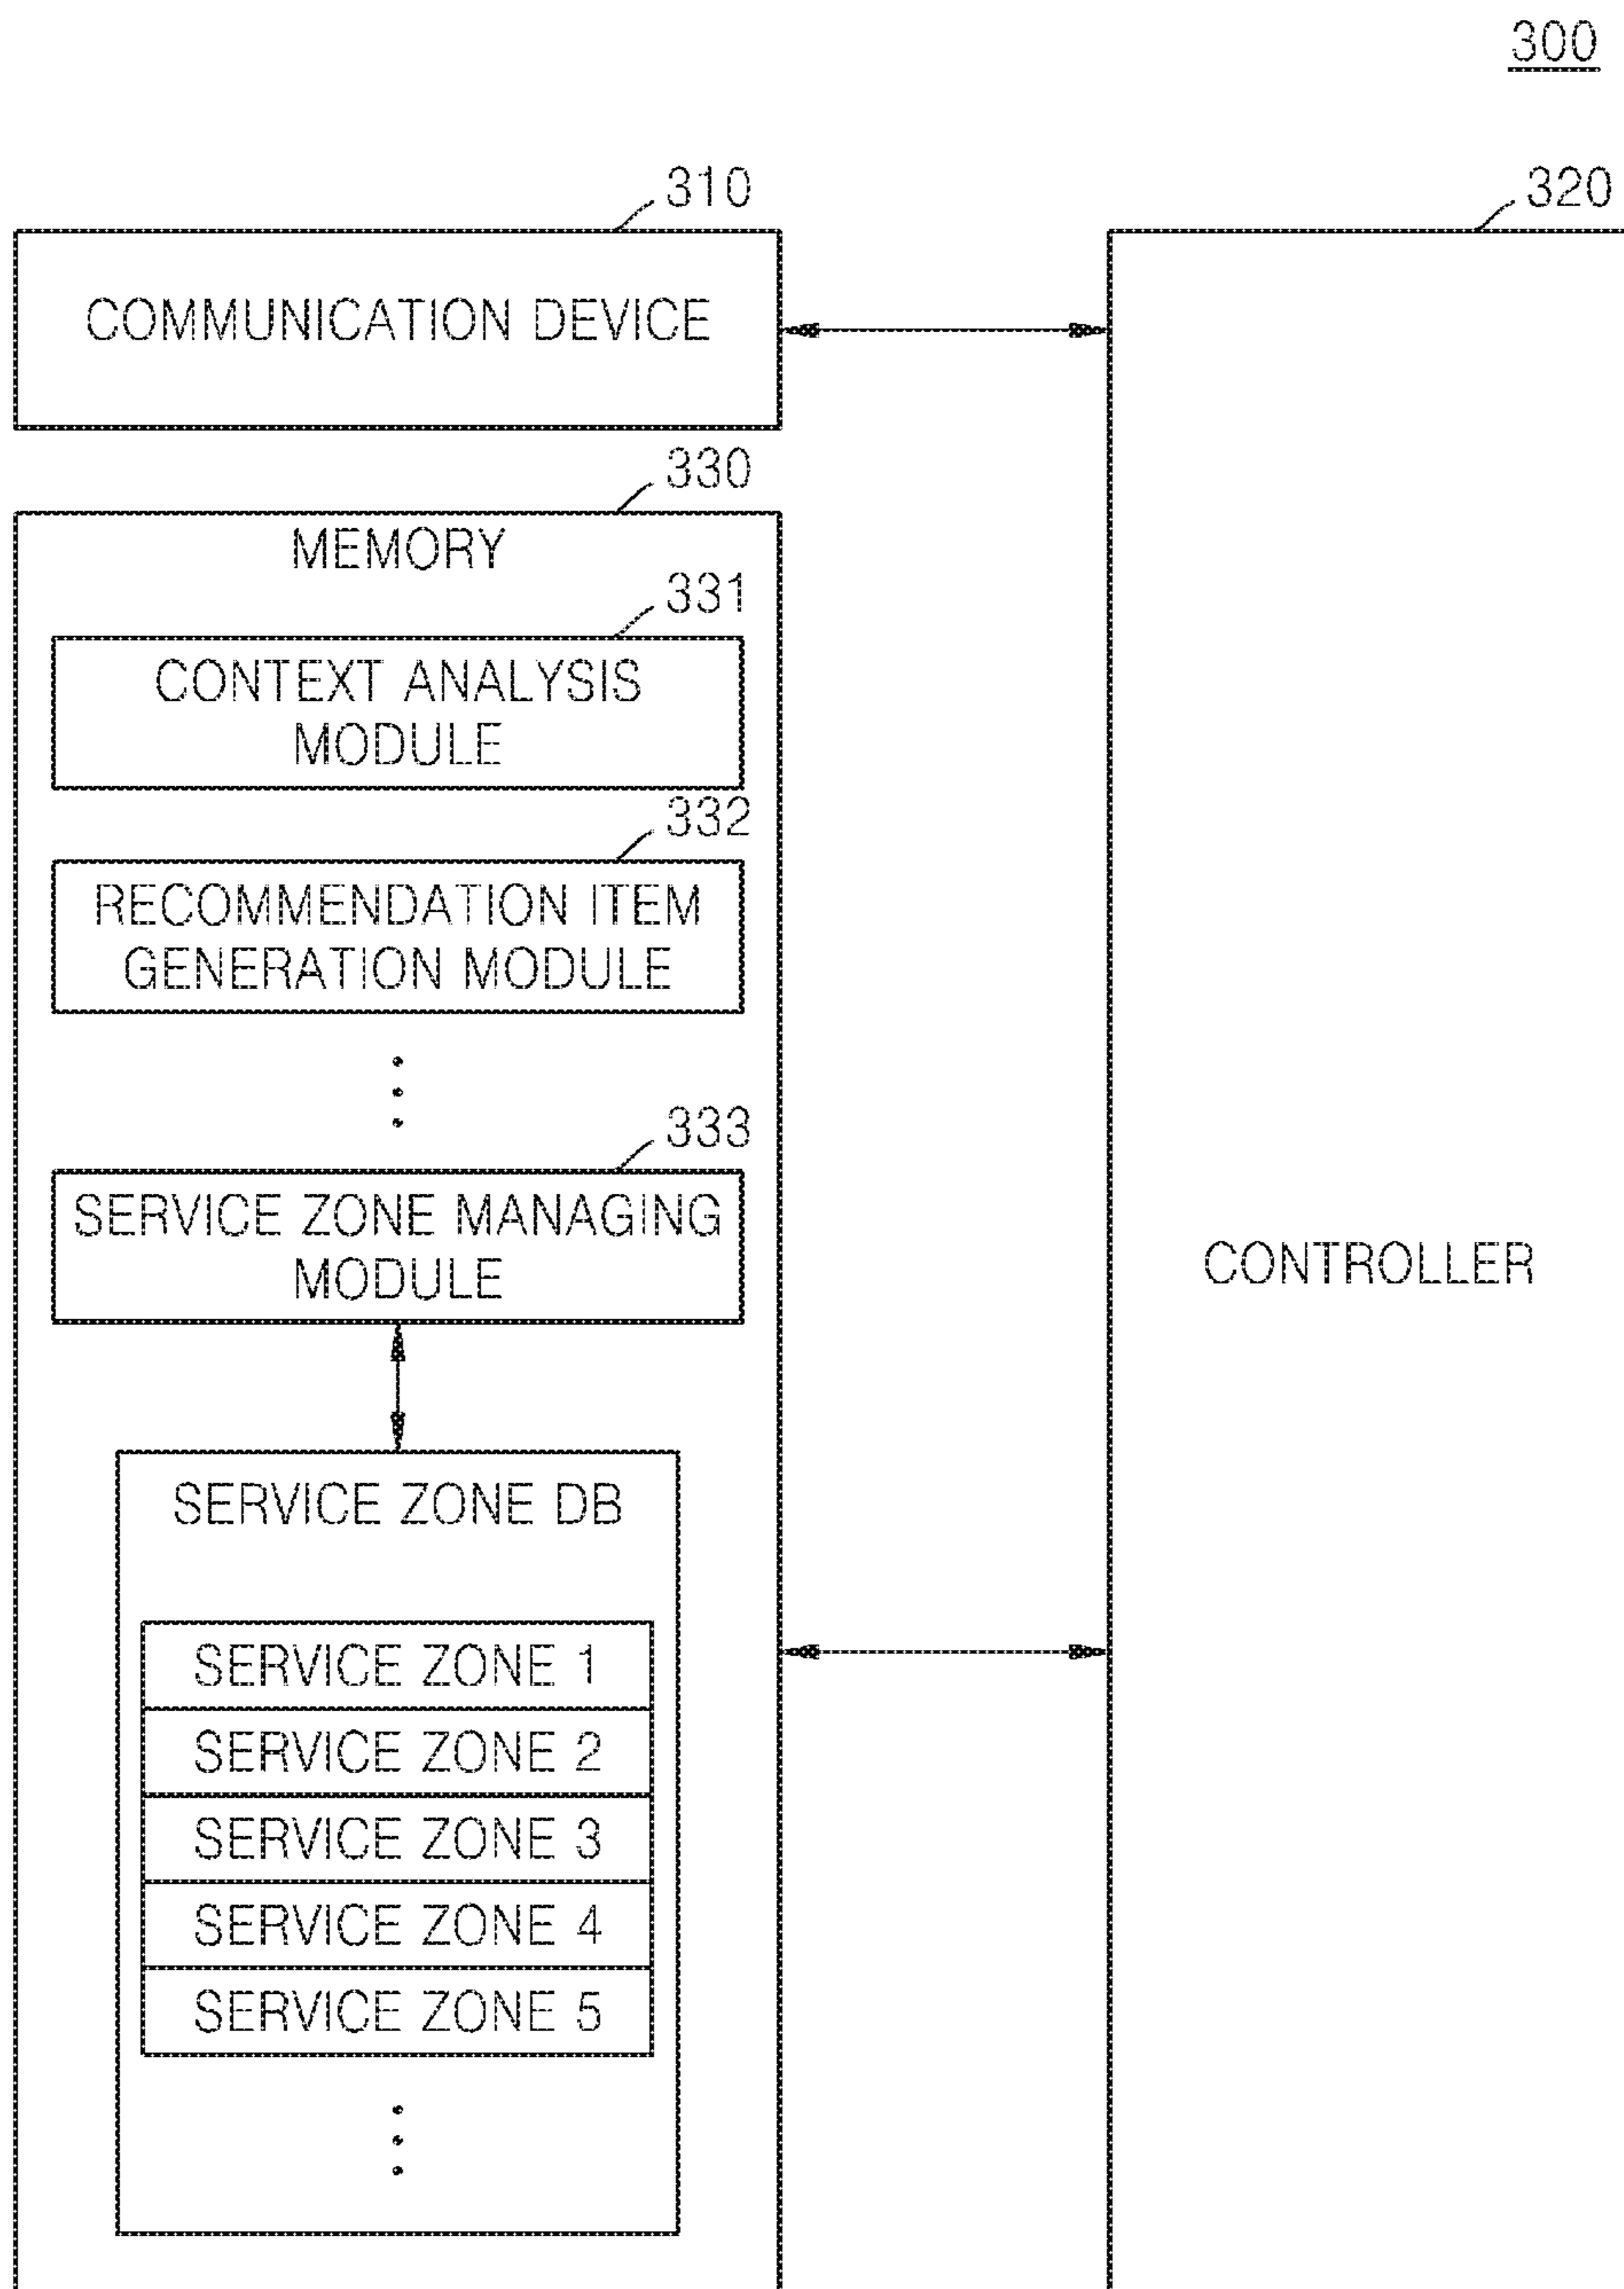 300
310
320
COMMUNICATION DEVICE
330
MEMORY
331
CONTEXT ANALYSIS
MODULE
332
RECOMMENDATION ITEM
GENERATION MODULE
333
SERVICE ZONE MANAGING
MODULE
CONTROLLER
SERVICE ZONE DB
SERVICE ZONE 1
SERVICE ZONE 2
SERVICE ZONE 3
SERVICE ZONE 4
SERVICE ZONE 5